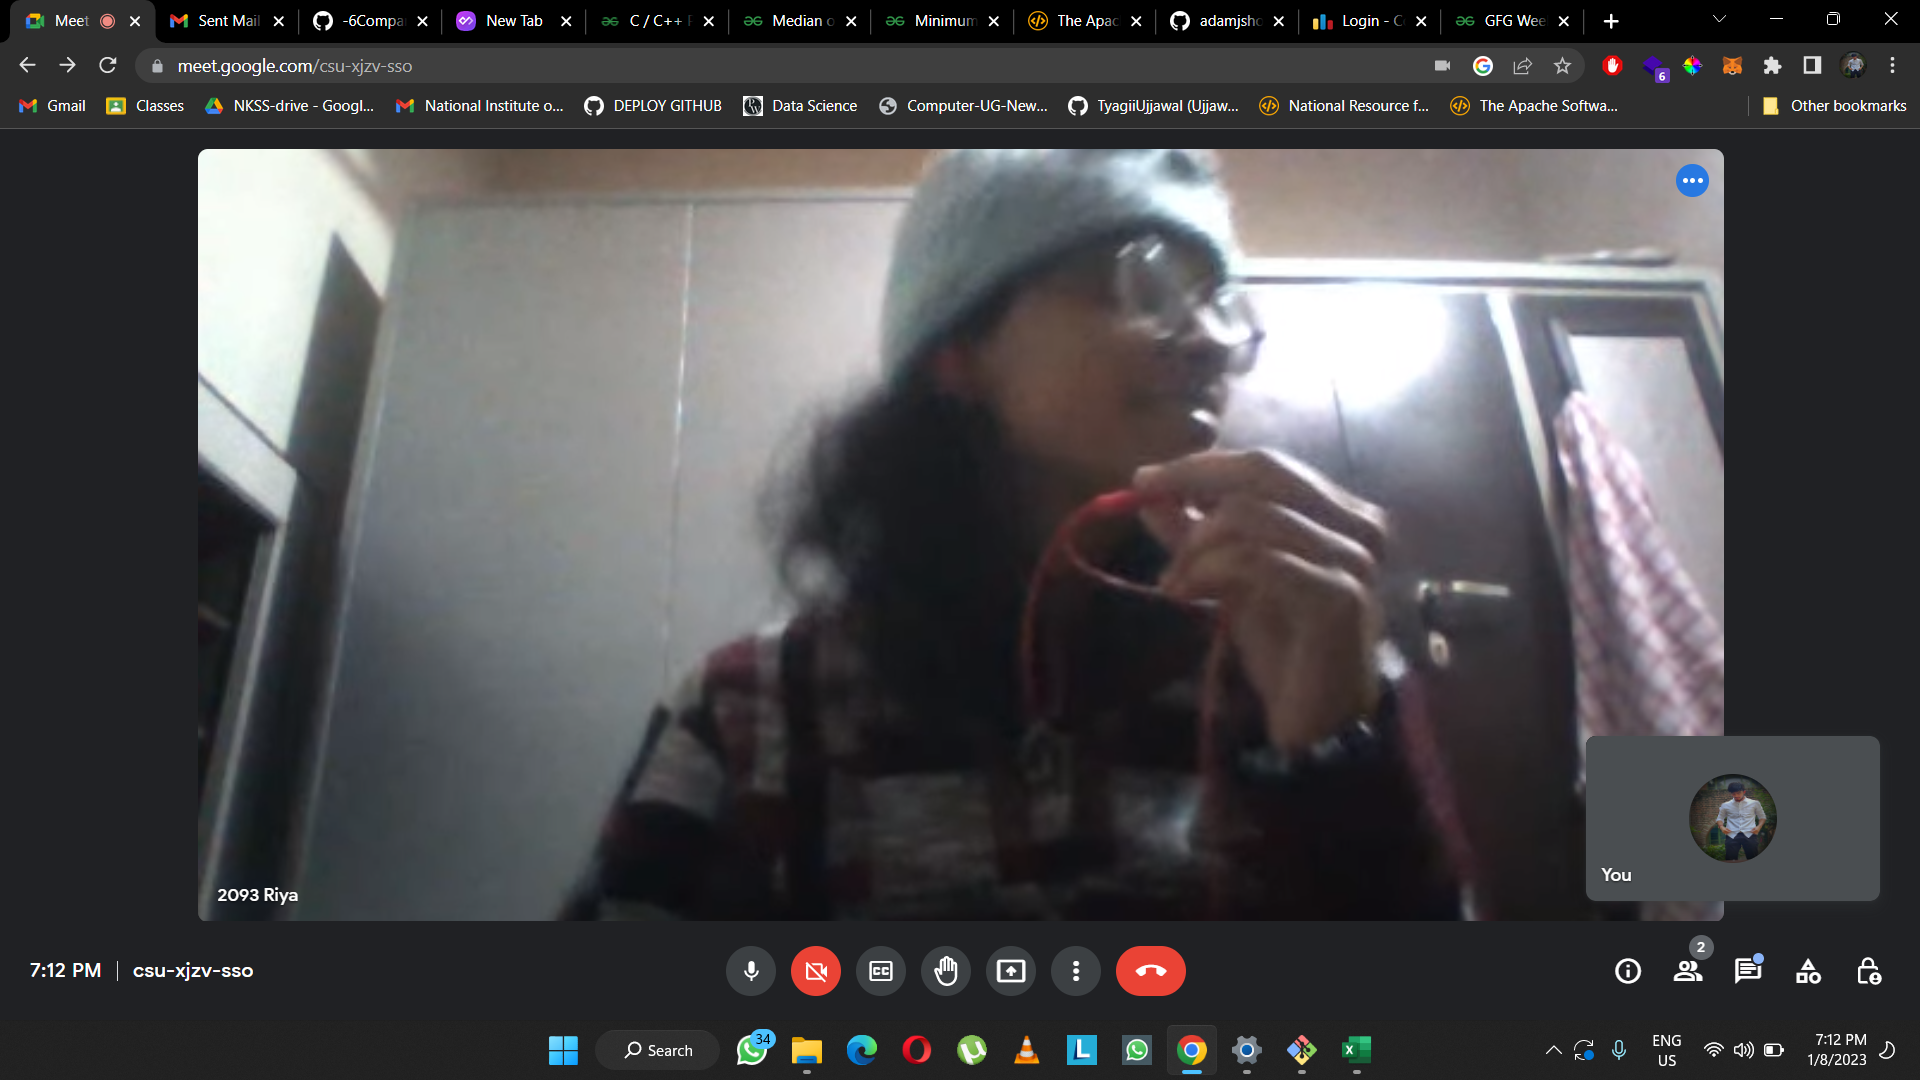 Meet
Sent Mail
-6Compa
New Tab
C / C++ F
Median o
Minimum
The Apac
adamjsho
Login - C
GFG Wee
meet.google.com/csu-xjzv-sso
6
Gmail
Classes
NKSS-drive - Googl...
National Institute o...
DEPLOY GITHUB
Data Science
Computer-UG-New...
TyagiiUjjawal (Ujjaw...
National Resource f...
The Apache Softwa...
Other bookmarks
2093 Riya
You
7:12 PM
csu-xjzv-sso
CC
2
34
Search
L
ENG
US
7:12 PM
1/8/2023